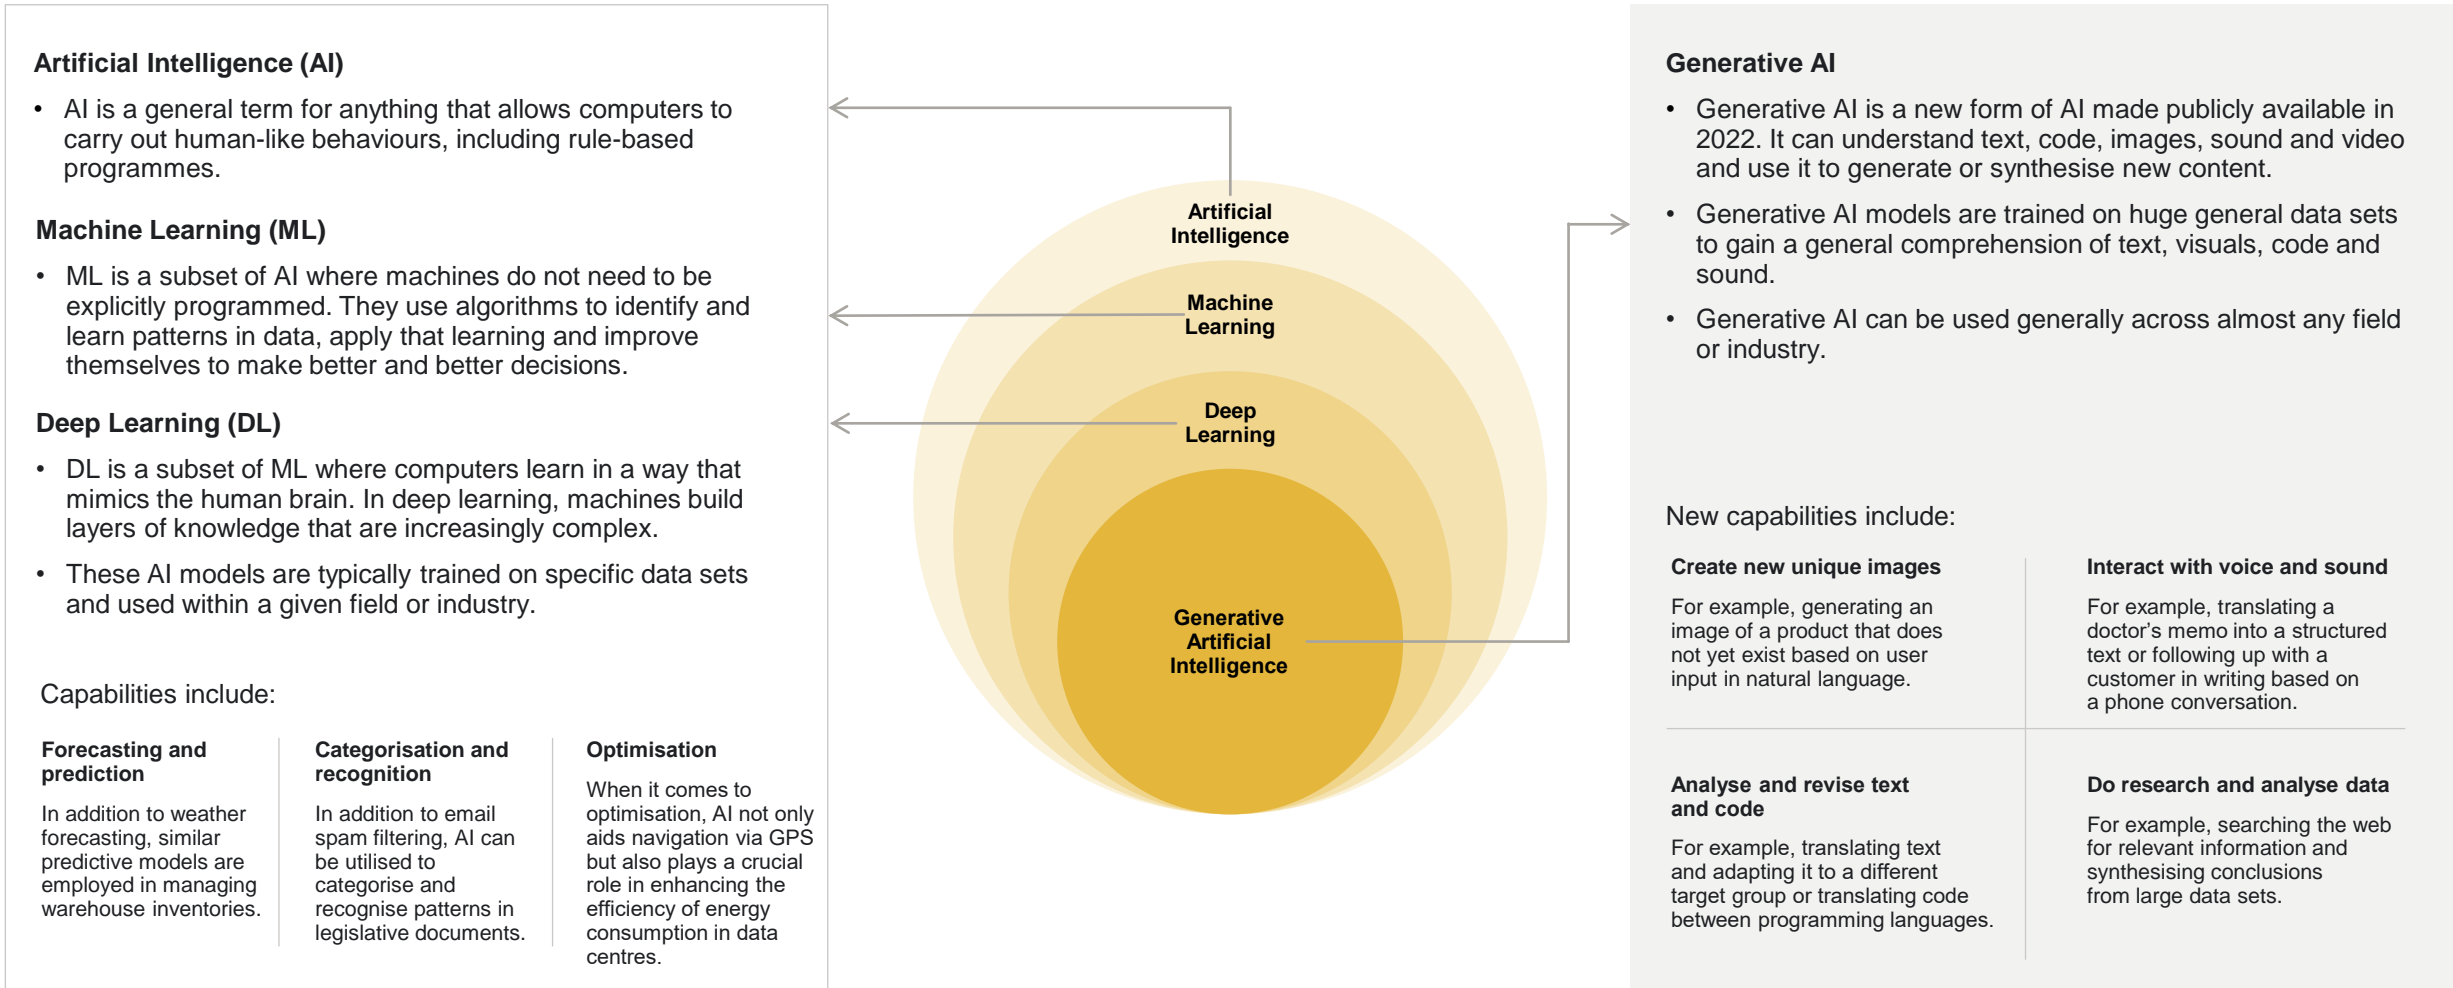 Artificial Intelligence (AI)
• AI is a general term for anything that allows computers to
carry out human-like behaviours, including rule-based
programmes.
Machine Learning (ML)
• ML is a subset of AI where machines do not need to be
explicitly programmed. They use algorithms to identify and
learn patterns in data, apply that learning and improve
themselves to make better and better decisions.
Deep Learning (DL)
• DL is a subset of ML where computers learn in a way that
mimics the human brain. In deep learning, machines build
layers of knowledge that are increasingly complex.
• These AI models are typically trained on specific data sets
and used within a given field or industry.
Capabilities include:
Forecasting and
prediction
In addition to weather
forecasting, similar
predictive models are
employed in managing
warehouse inventories.
Categorisation and
recognition
In addition to email
spam filtering, AI can
be utilised to
categorise and
recognise patterns in
legislative documents.
Optimisation
When it comes to
optimisation, AI not only
aids navigation via GPS
but also plays a crucial
role in enhancing the
efficiency of energy
consumption in data
centres.
Artificial
Intelligence
Machine
Learning
Deep
Learning
Generative
Artificial
Intelligence
Generative AI
• Generative AI is a new form of AI made publicly available in
2022. It can understand text, code, images, sound and video
and use it to generate or synthesise new content.
• Generative AI models are trained on huge general data sets
to gain a general comprehension of text, visuals, code and
sound.
• Generative AI can be used generally across almost any field
or industry.
New capabilities include:
Create new unique images
For example, generating an
image of a product that does
not yet exist based on user
input in natural language.
Interact with voice and sound
For example, translating a
doctor’s memo into a structured
text or following up with a
customer in writing based on
a phone conversation.
Analyse and revise text
and code
For example, translating text
and adapting it to a different
target group or translating code
between programming languages.
Do research and analyse data
For example, searching the web
for relevant information and
synthesising conclusions
from large data sets.